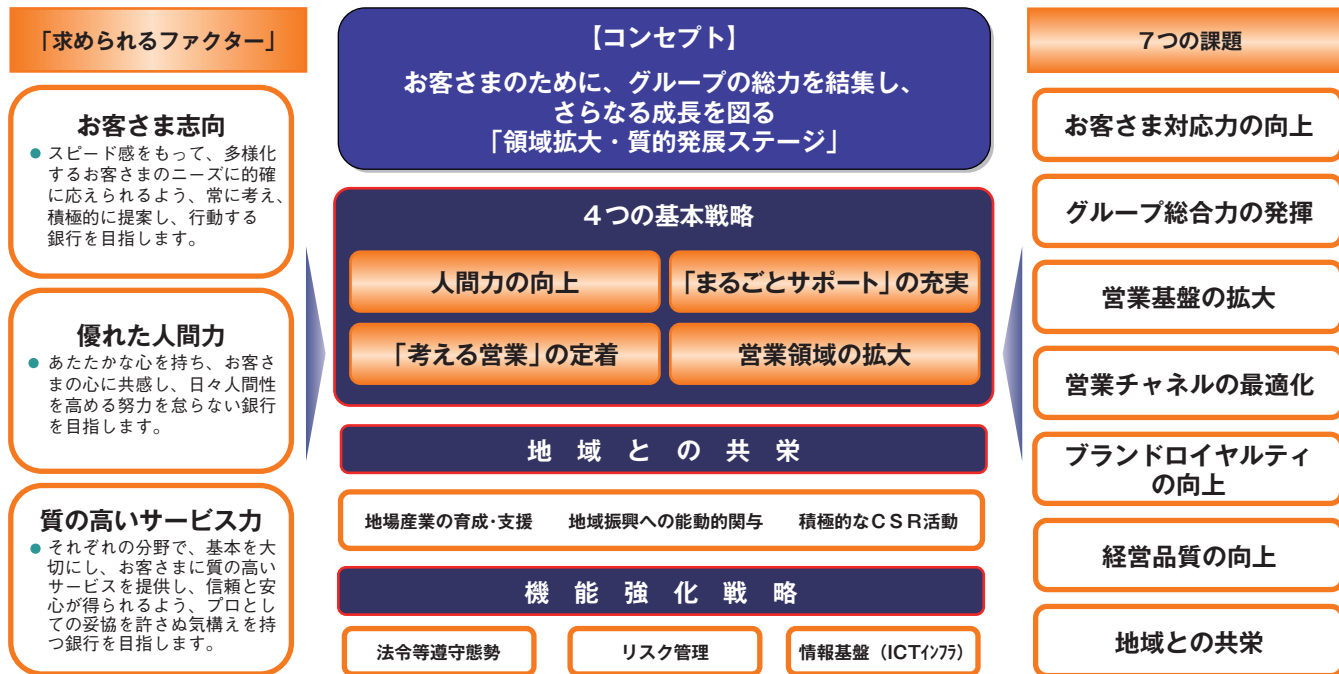 「求められるファクター」
お客さま志向
● スピード感をもって、多様化
するお客さまのニーズに的確
に応えられるよう、常に考え、
積極的に提案し、行動する
銀行を目指します。
優れた人間力
● あたたかな心を持ち、お客さ
まの心に共感し、日々人間性
を高める努力を怠らない銀行
を目指します。
質の高いサービス力
● それぞれの分野で、基本を大
切にし、お客さまに質の高い
サービスを提供し、信頼と安
心が得られるよう、プロとし
ての妥協を許さぬ気構えを持
つ銀行を目指します。
【コンセプト】
お客さまのために、グループの総力を結集し、
さらなる成長を図る
「領域拡大・質的発展ステージ」
4つの基本戦略
人間力の向上
「まるごとサポート」の充実
「考える営業」の定着
営業領域の拡大
地域との共栄
地場産業の育成・支援 地域振興への能動的関与 積極的なCSR活動
機能強化戦略
法令等遵守態勢
リスク管理
情報基盤（ICTｲﾝﾌﾗ）
7つの課題
お客さま対応力の向上
グループ総合力の発揮
営業基盤の拡大
営業チャネルの最適化
ブランドロイヤルティ
の向上
経営品質の向上
地域との共栄